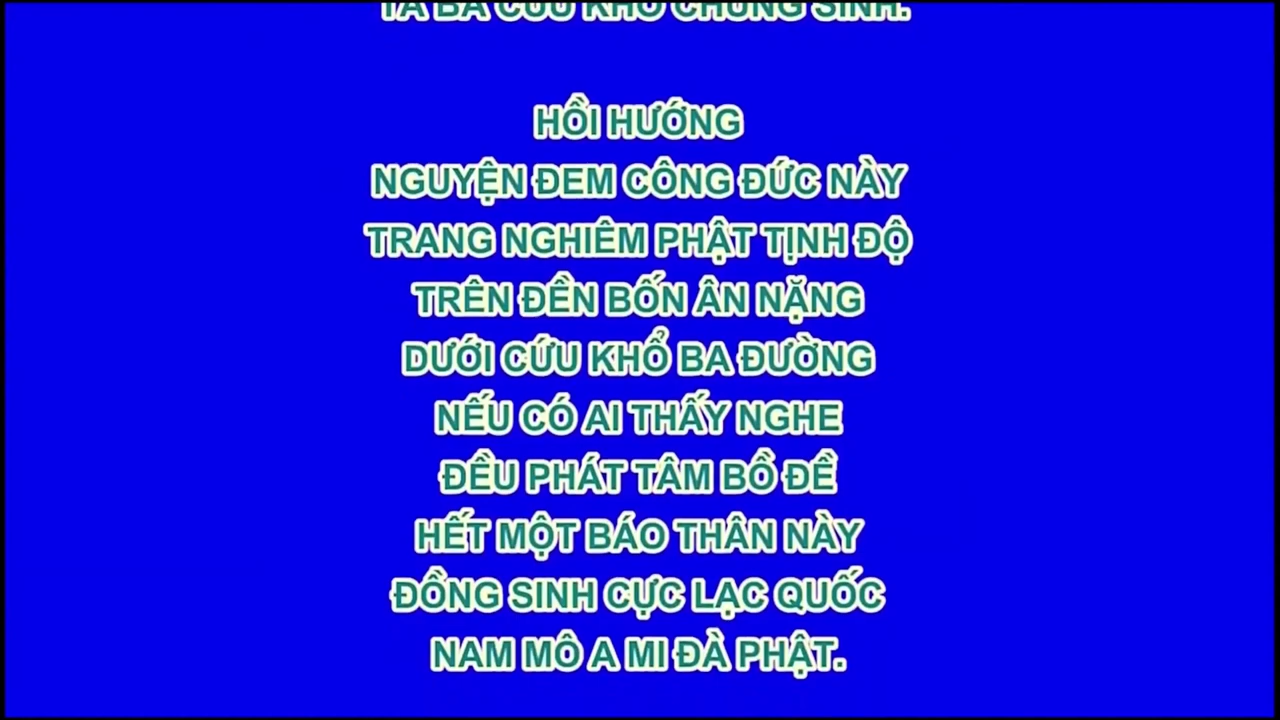 TA BÀ CỨU KHỔ CHÚNG SINH.
HỒI HƯỚNG
NGUYỆN ĐEM CÔNG ĐỨC NÀY
TRANG NGHIÊM PHẬT TỊNH ĐỘ
TRÊN ĐỀN BỐN ÂN NẶNG
DƯỚI CỨU KHỔ BA ĐƯỜNG
NẾU CÓ AI THẤY NGHE
ĐỀU PHÁT TÂM BỒ ĐỀ
HẾT MỘT BÁO THÂN NÀY
ĐỒNG SINH CỰC LẠC QUỐC
NAM MÔ A MI ĐÀ PHẬT.